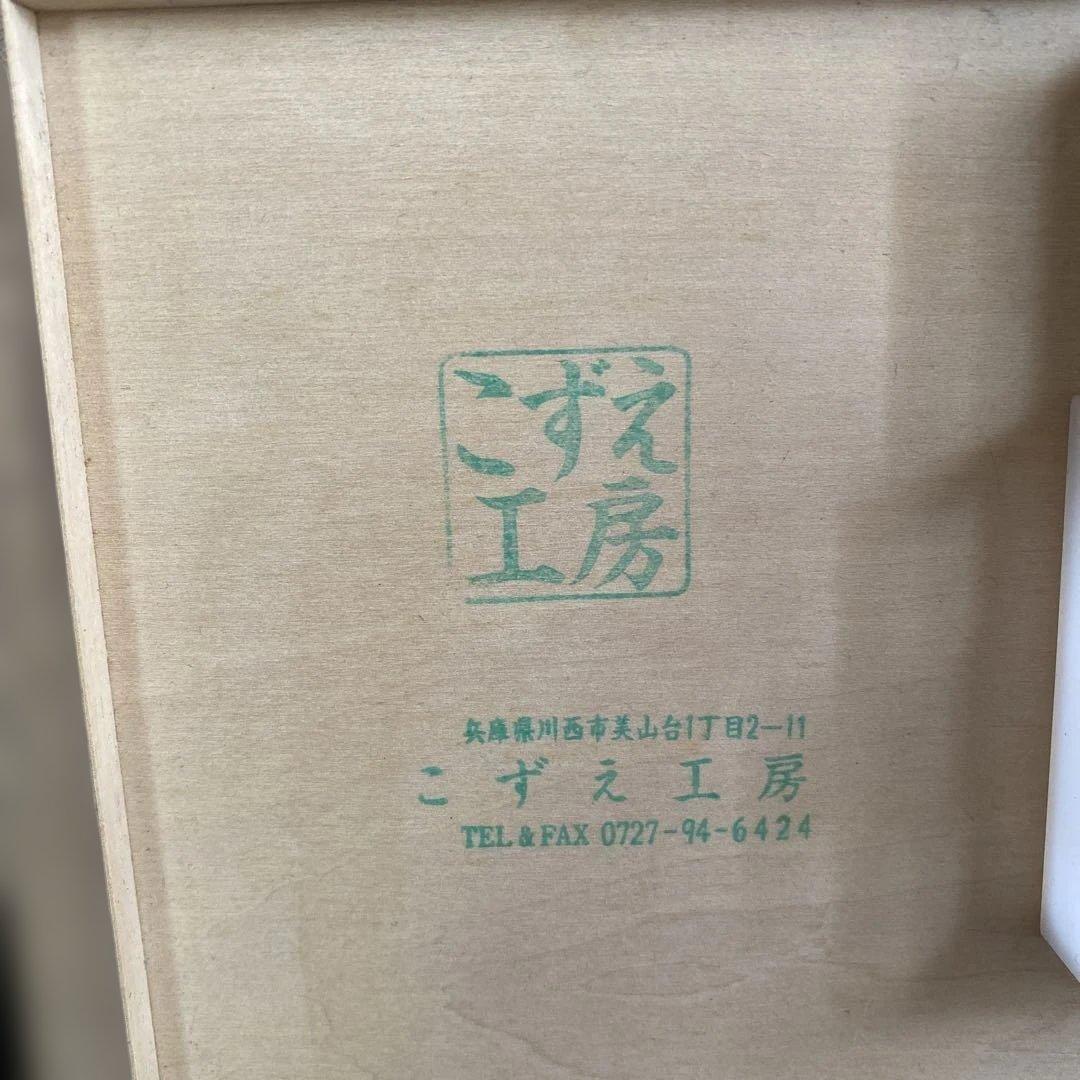 こずえ
工房
兵庫県川西市美山台1丁目2-11
こずえ工房
TEL & FAX 0727-94-6424